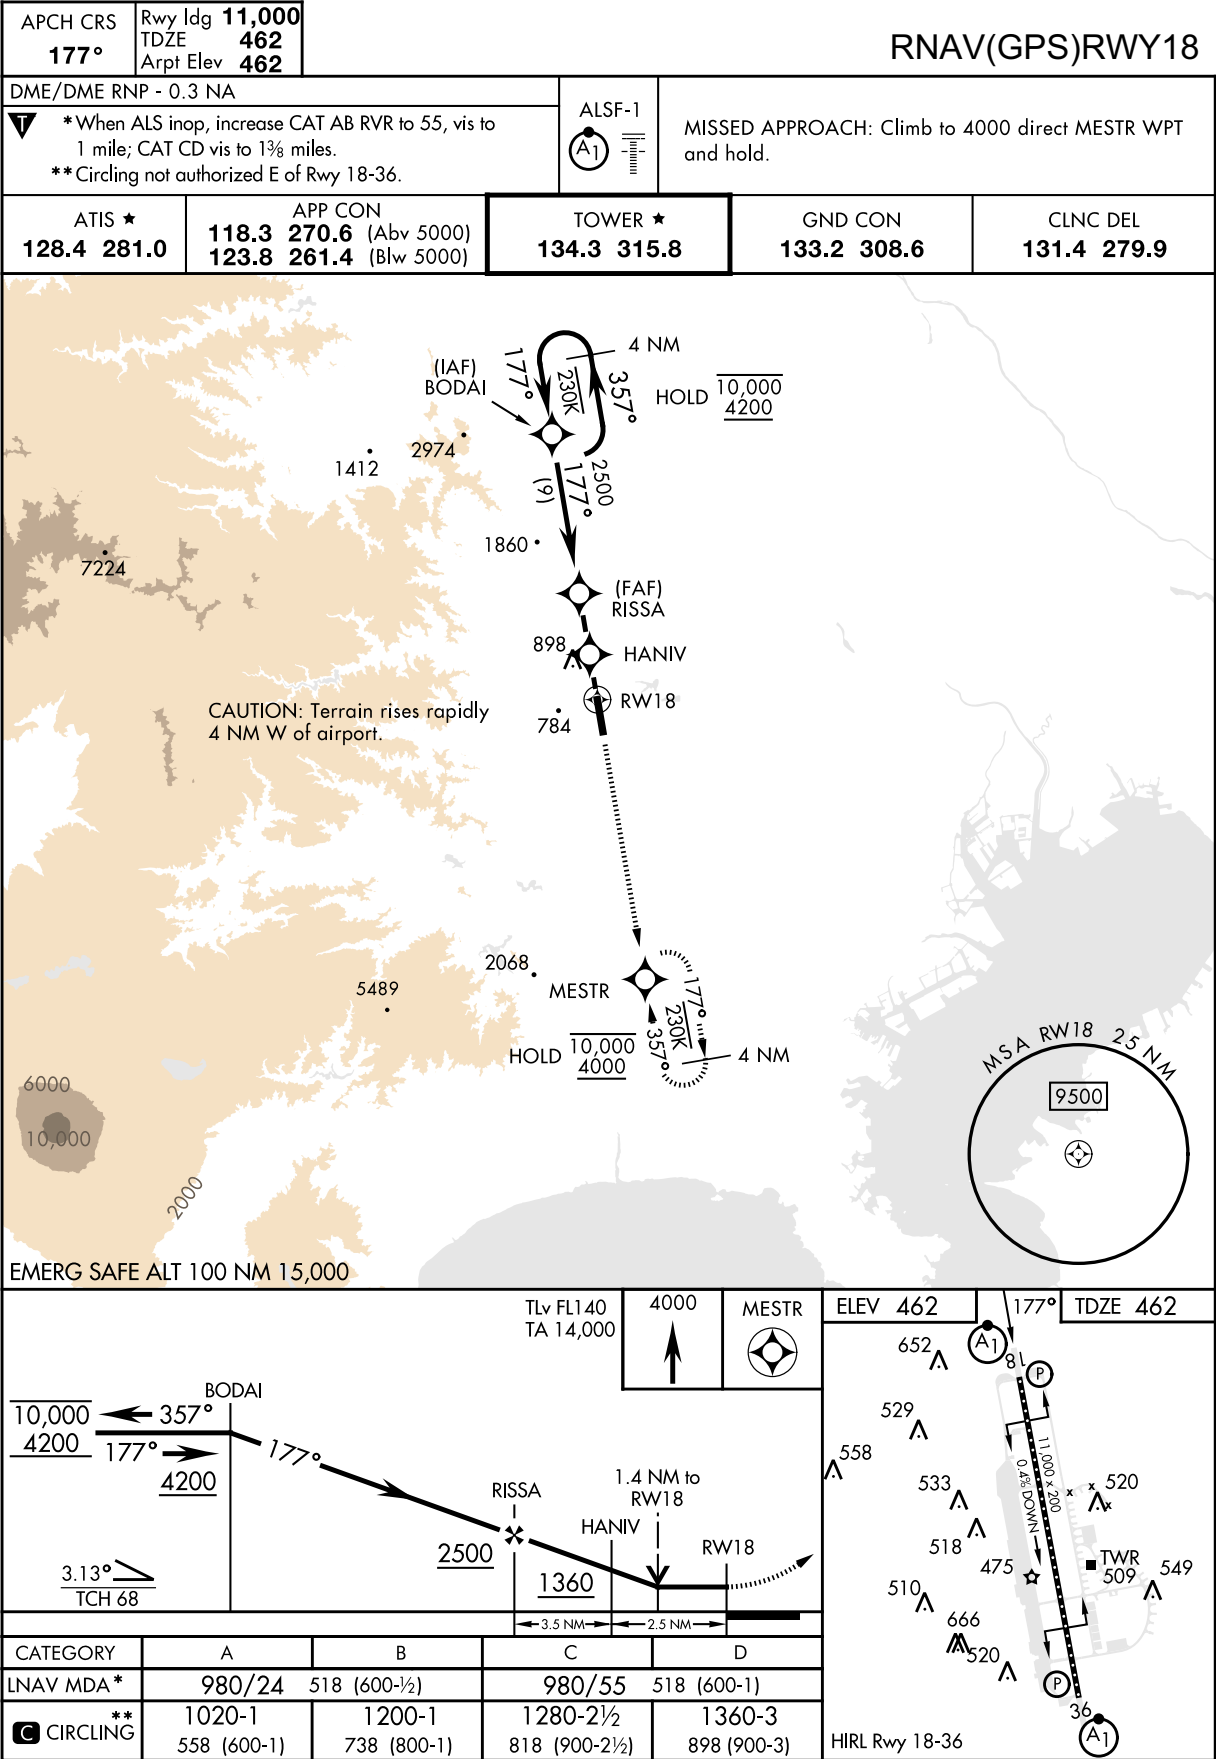 APCH CRS
177°
Rwy ldg 11,000
TDZE 462
Arpt Elev 462
RNAV(GPS)RWY18
DME/DME RNP - 0.3 NA
T
*When ALS inop, increase CAT AB RVR to 55, vis to
1 mile; CAT CD vis to 1⅜ miles.
**Circling not authorized E of Rwy 18-36.
ALSF-1
A1
MISSED APPROACH: Climb to 4000 direct MESTR WPT
and hold.
ATIS ★
128.4 281.0
APP CON
118.3 270.6 (Abv 5000)
123.8 261.4 (Blw 5000)
TOWER ★
134.3 315.8
GND CON
133.2 308.6
CLNC DEL
131.4 279.9
(IAF)
BODAI
177°
230K
357°
4 NM
HOLD 10,000
4200
2974
1412
2500
177°
(9)
1860
7224
(FAF)
RISSA
898
HANIV
RW18
784
CAUTION: Terrain rises rapidly
4 NM W of airport.
2068
MESTR
5489
177°
230K
357°
4 NM
HOLD 10,000
4000
MSA RW18 25 NM
9500
6000
10,000
2000
EMERG SAFE ALT 100 NM 15,000
TLv FL140
TA 14,000
4000
MESTR
BODAI
10,000
4200
357°
177°
4200
177°
RISSA
2500
HANIV
1360
1.4 NM to
RW18
RW18
3.13°
TCH 68
3.5 NM
2.5 NM
CATEGORY A B C D
LNAV MDA* 980/24 518 (600-½) 980/55 518 (600-1)
C CIRCLING** 1020-1 1200-1 1280-2½ 1360-3
558 (600-1) 738 (800-1) 818 (900-2½) 898 (900-3)
ELEV 462
177°
TDZE 462
A1
18
P
652
529
558
533
518
475
510
666
520
11,000 x 200
0.4% DOWN
x x 520
x
TWR
509
549
P
36
A1
HIRL Rwy 18-36